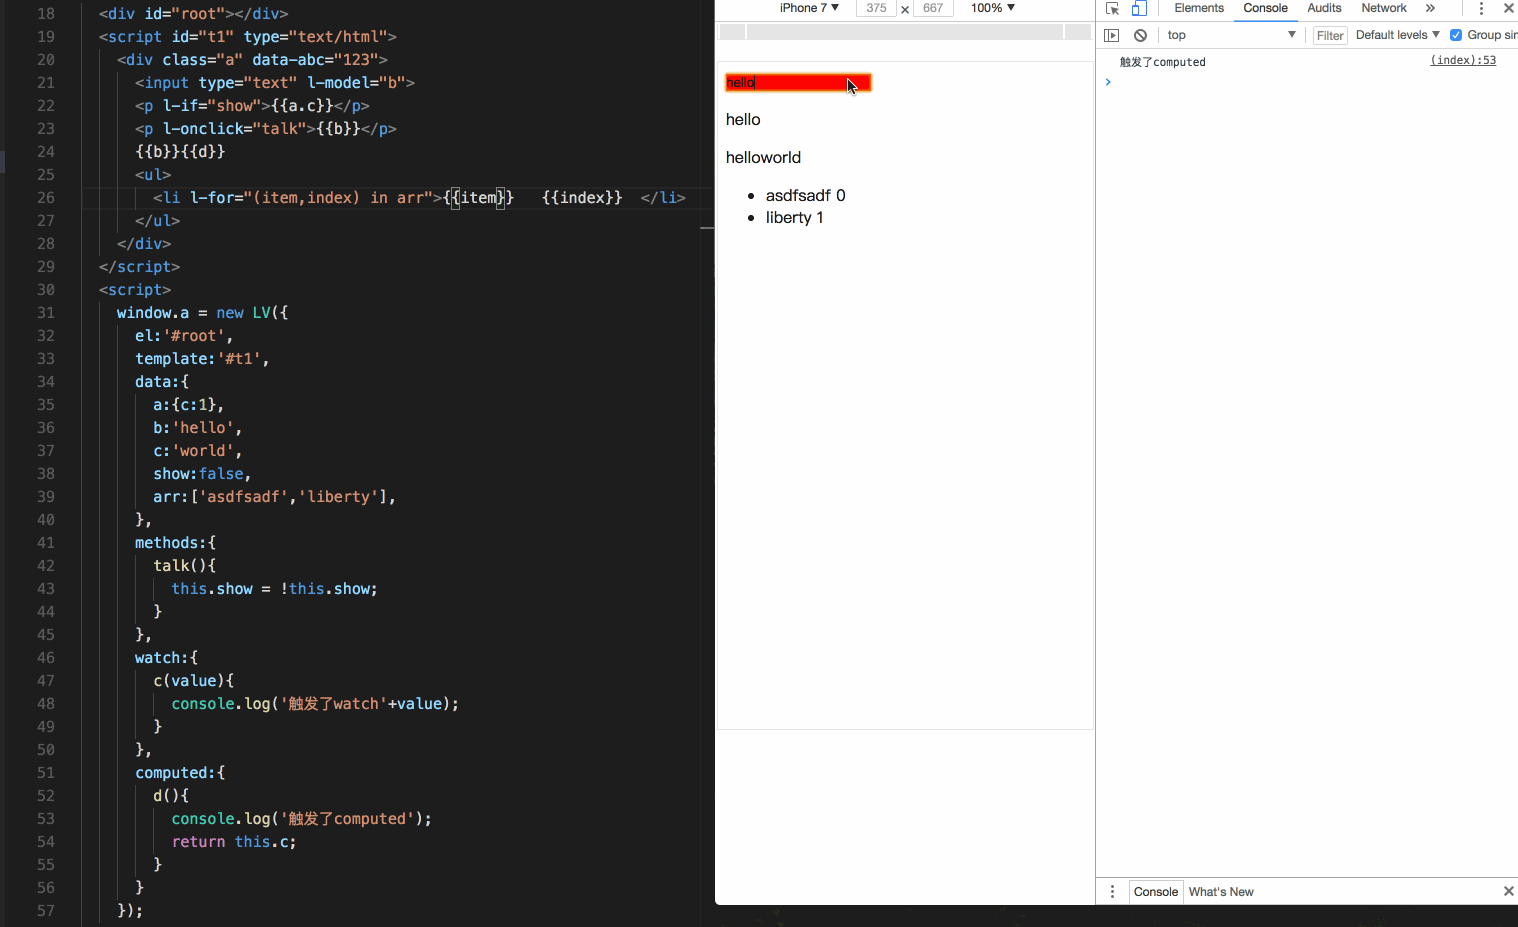 18 <div id="root"></div>
19 <script id="t1" type="text/html">
20 <div class="a" data-abc="123">
21 <input type="text" l-model="b">
22 <p l-if="show">{{a.c}}</p>
23 <p l-onclick="talk">{{b}}</p>
24 {{b}}{{d}}
25 <ul>
26 <li l-for="(item,index) in arr">{{item}} {{index}} </li>
27 </ul>
28 </div>
29 </script>
30 <script>
31 window.a = new LV({
32 el:'#root',
33 template:'#t1',
34 data:{
35 a:{c:1},
36 b:'hello',
37 c:'world',
38 show:false,
39 arr:['asdfsadf','liberty'],
40 },
41 methods:{
42 talk(){
43 this.show = !this.show;
44 }
45 },
46 watch:{
47 c(value){
48 console.log('触发了watch'+value);
49 }
50 },
51 computed:{
52 d(){
53 console.log('触发了computed');
54 return this.c;
55 }
56 }
57 });
iPhone 7 ▼ 375 × 667 100% ▼
hello
hello
helloworld
• asdfsadf 0
• liberty 1
Elements Console Audits Network »
top ▼ Filter Default levels ▼ Group sim
触发了computed (index):53
>
Console What's New